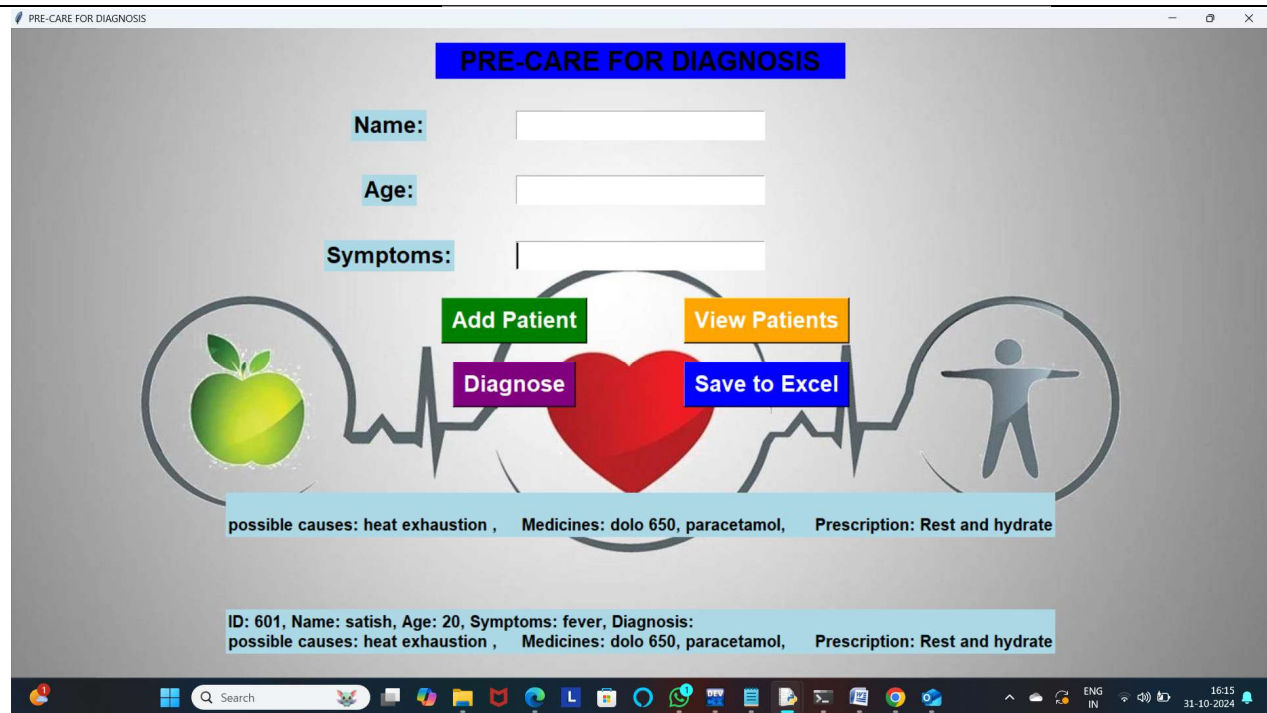 PRE-CARE FOR DIAGNOSIS
PRE-CARE FOR DIAGNOSIS
Name:
Age:
Symptoms:
Add Patient
View Patients
Diagnose
Save to Excel
possible causes: heat exhaustion , Medicines: dolo 650, paracetamol, Prescription: Rest and hydrate
ID: 601, Name: satish, Age: 20, Symptoms: fever, Diagnosis:
possible causes: heat exhaustion , Medicines: dolo 650, paracetamol, Prescription: Rest and hydrate
1
Search
L
DEV
ENG
IN
16:15
31-10-2024